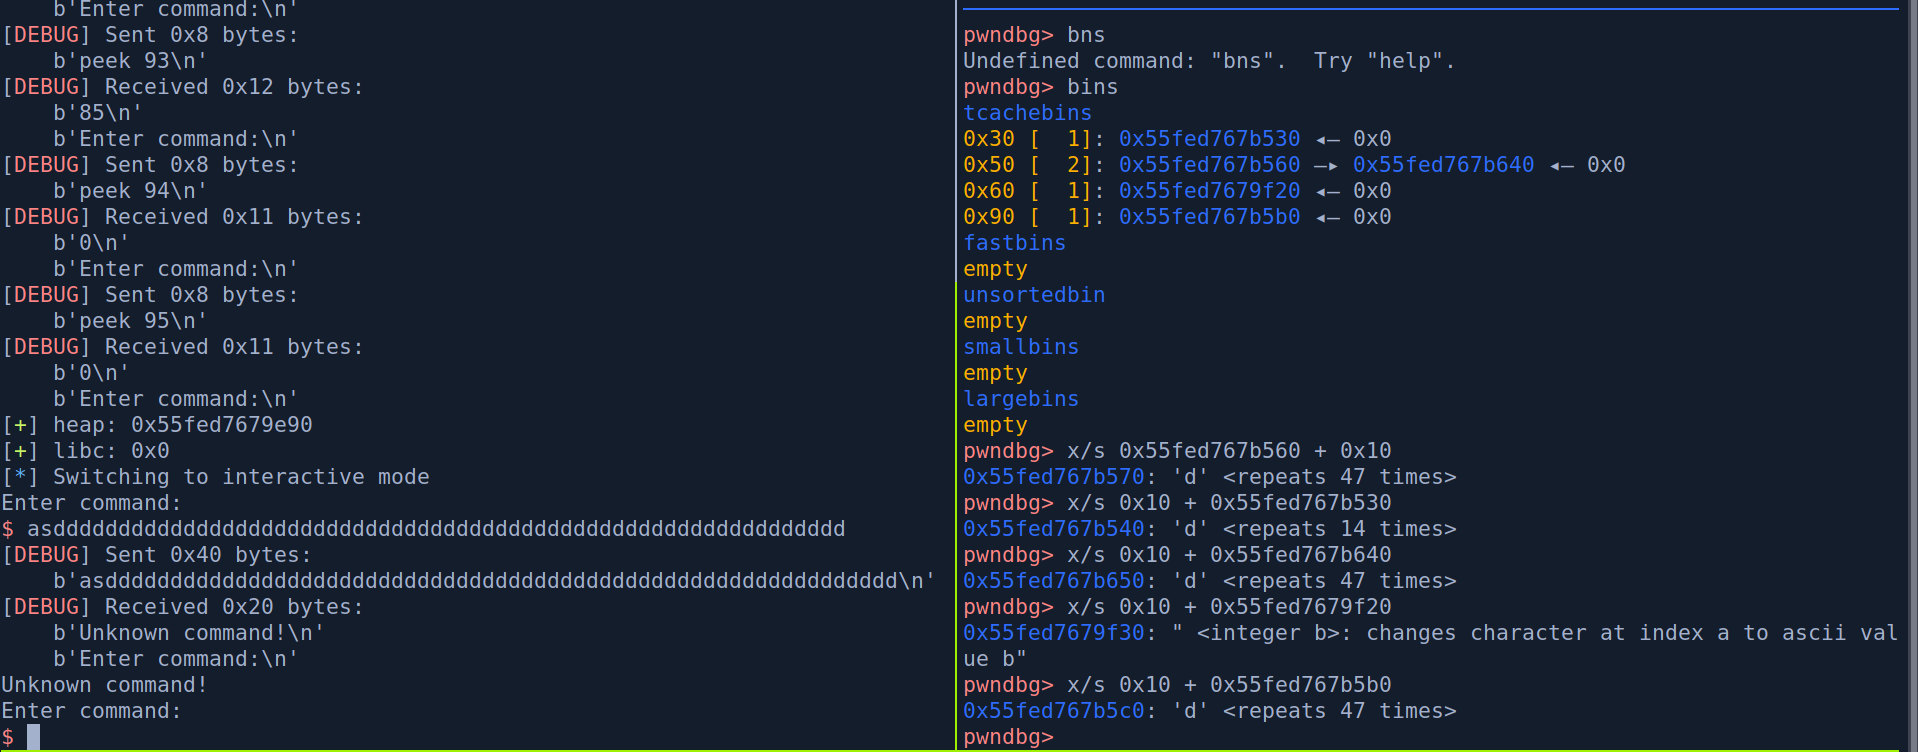 b'Enter command:\n'
[DEBUG] Sent 0x8 bytes:
    b'peek 93\n'
[DEBUG] Received 0x12 bytes:
    b'85\n'
    b'Enter command:\n'
[DEBUG] Sent 0x8 bytes:
    b'peek 94\n'
[DEBUG] Received 0x11 bytes:
    b'0\n'
    b'Enter command:\n'
[DEBUG] Sent 0x8 bytes:
    b'peek 95\n'
[DEBUG] Received 0x11 bytes:
    b'0\n'
    b'Enter command:\n'
[+] heap: 0x55fed7679e90
[+] libc: 0x0
[*] Switching to interactive mode
Enter command:
$ asddddddddddddddddddddddddddddddddddddddddddddddddddddddddddddd
[DEBUG] Sent 0x40 bytes:
    b'asddddddddddddddddddddddddddddddddddddddddddddddddddddddddddddd\n'
[DEBUG] Received 0x20 bytes:
    b'Unknown command!\n'
    b'Enter command:\n'
Unknown command!
Enter command:
$
pwndbg> bns
Undefined command: "bns".  Try "help".
pwndbg> bins
tcachebins
0x30 [  1]: 0x55fed767b530 ◂— 0x0
0x50 [  2]: 0x55fed767b560 —▸ 0x55fed767b640 ◂— 0x0
0x60 [  1]: 0x55fed7679f20 ◂— 0x0
0x90 [  1]: 0x55fed767b5b0 ◂— 0x0
fastbins
empty
unsortedbin
empty
smallbins
empty
largebins
empty
pwndbg> x/s 0x55fed767b560 + 0x10
0x55fed767b570: 'd' <repeats 47 times>
pwndbg> x/s 0x10 + 0x55fed767b530
0x55fed767b540: 'd' <repeats 14 times>
pwndbg> x/s 0x10 + 0x55fed767b640
0x55fed767b650: 'd' <repeats 47 times>
pwndbg> x/s 0x10 + 0x55fed7679f20
0x55fed7679f30: " <integer b>: changes character at index a to ascii val
ue b"
pwndbg> x/s 0x10 + 0x55fed767b5b0
0x55fed767b5c0: 'd' <repeats 47 times>
pwndbg>